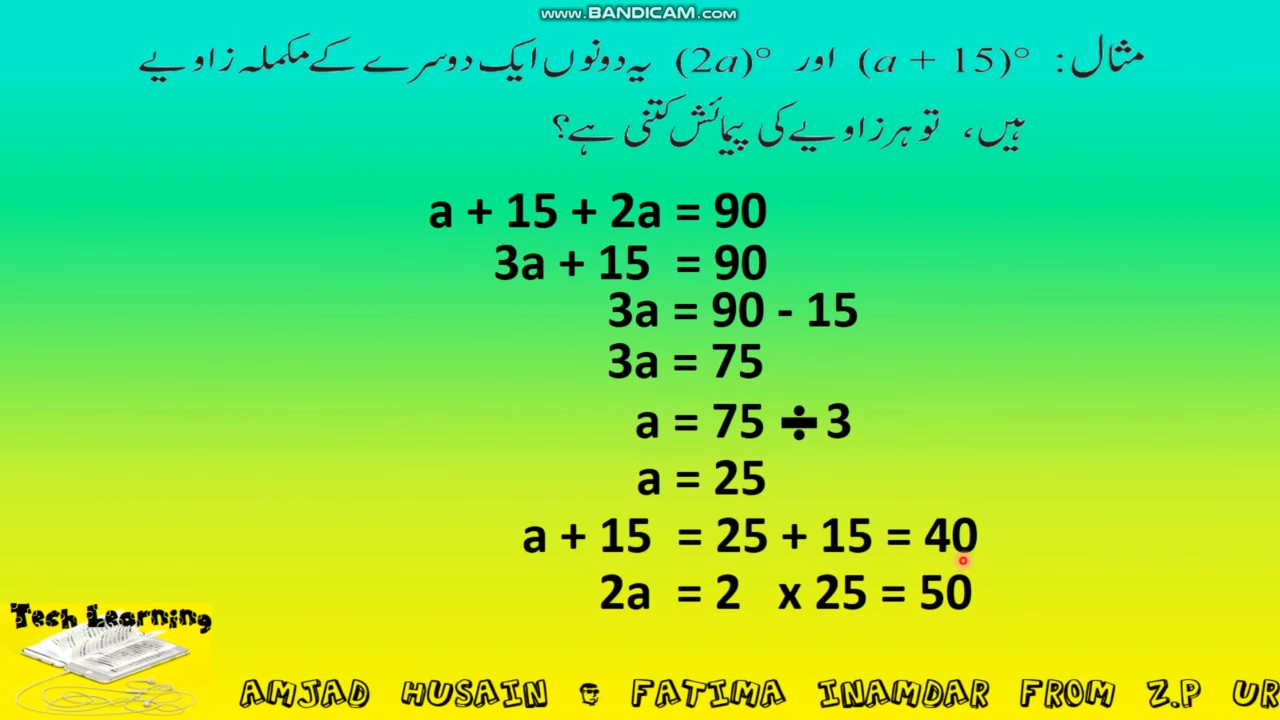 www.BANDICAM.com
مثال: (a + 15)° اور (2a)° یہ دونوں ایک دوسرے کے مکملہ زاویے
ہیں، تو ہر زاویے کی پیمائش کتنی ہے؟
a + 15 + 2a = 90
3a + 15 = 90
3a = 90 - 15
3a = 75
a = 75 ÷ 3
a = 25
a + 15 = 25 + 15 = 40
2a = 2 x 25 = 50
Tech Learning
AMJAD HUSAIN & FATIMA INAMDAR FROM Z.P UR